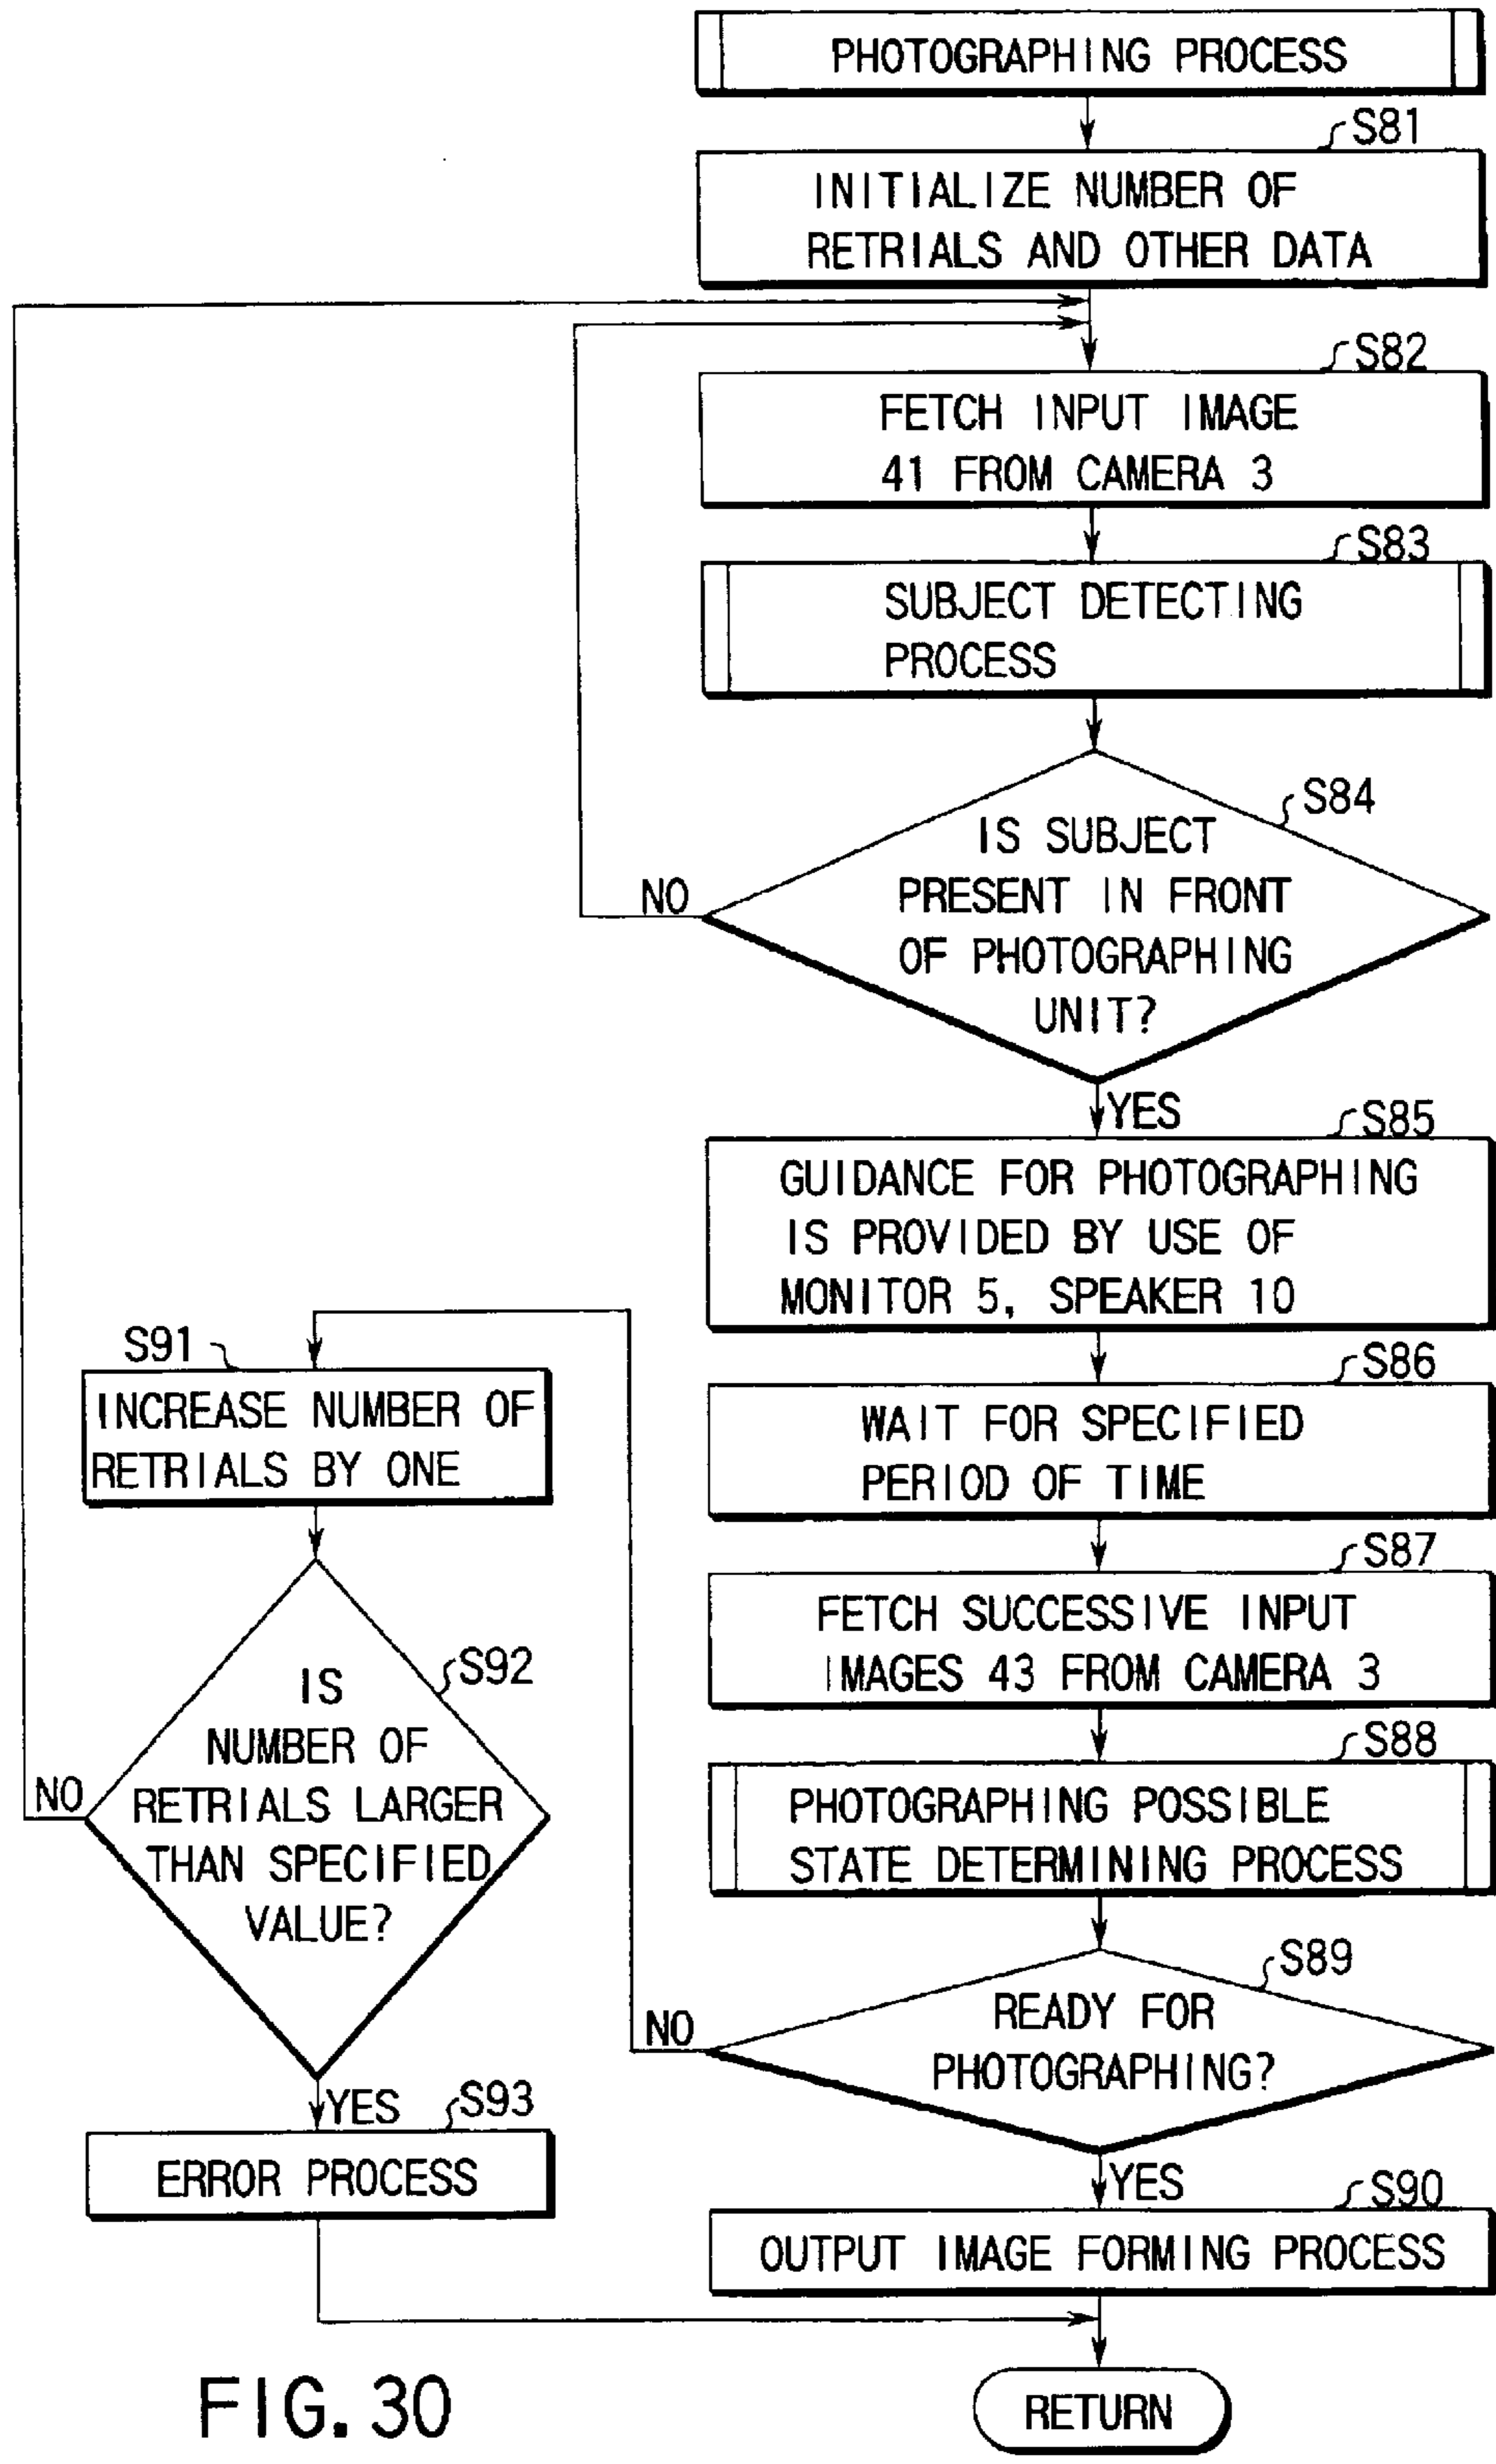 PHOTOGRAPHING PROCESS
S81
INITIALIZE NUMBER OF
RETRIALS AND OTHER DATA
S82
FETCH INPUT IMAGE
41 FROM CAMERA 3
S83
SUBJECT DETECTING
PROCESS
S84
IS SUBJECT
PRESENT IN FRONT
OF PHOTOGRAPHING
UNIT?
NO
YES
S85
GUIDANCE FOR PHOTOGRAPHING
IS PROVIDED BY USE OF
MONITOR 5, SPEAKER 10
S86
WAIT FOR SPECIFIED
PERIOD OF TIME
S87
FETCH SUCCESSIVE INPUT
IMAGES 43 FROM CAMERA 3
S88
PHOTOGRAPHING POSSIBLE
STATE DETERMINING PROCESS
S89
READY FOR
PHOTOGRAPHING?
NO
YES
S90
OUTPUT IMAGE FORMING PROCESS
S91
INCREASE NUMBER OF
RETRIALS BY ONE
S92
IS
NUMBER OF
RETRIALS LARGER
THAN SPECIFIED
VALUE?
NO
YES
S93
ERROR PROCESS
RETURN
FIG. 30